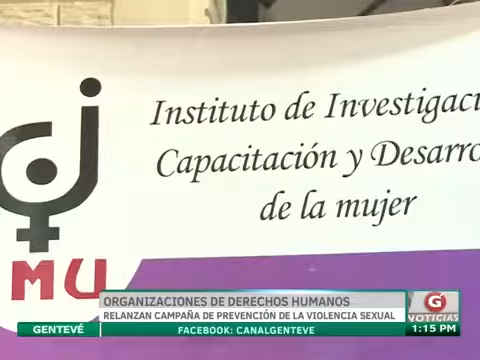 Instituto de Investigaci
Capacitación y Desarro
de la mujer
MU
ORGANIZACIONES DE DERECHOS HUMANOS
RELANZAN CAMPAÑA DE PREVENCIÓN DE LA VIOLENCIA SEXUAL
G
NOTICIAS
GENTEVÉ
FACEBOOK: CANALGENTEVE
1:15 PM